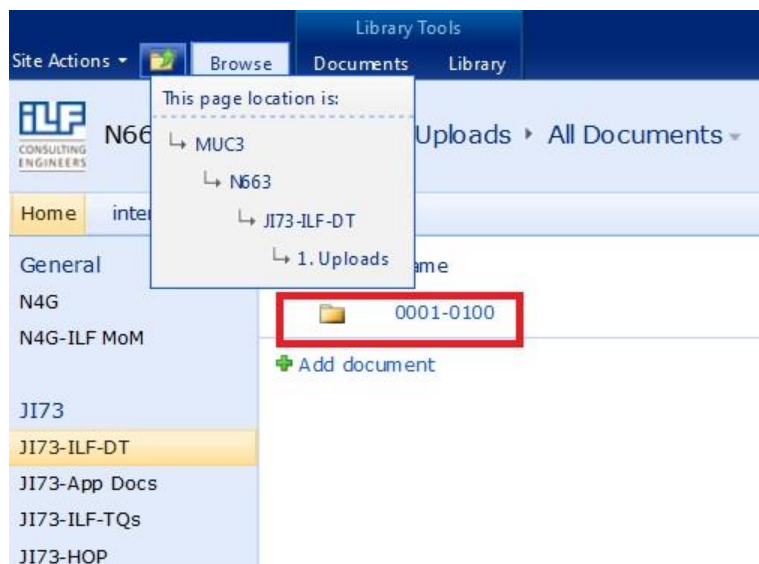 Library Tools
Site Actions Browse Documents Library
This page location is:
MUC3
N663
JI73-ILF-DT
1. Uploads
iLF
CONSULTING
ENGINEERS
N66 Uploads All Documents
Home inter
General
N4G
N4G-ILF MoM
JI73
JI73-ILF-DT
JI73-App Docs
JI73-ILF-TQs
JI73-HOP
ame
0001-0100
Add document